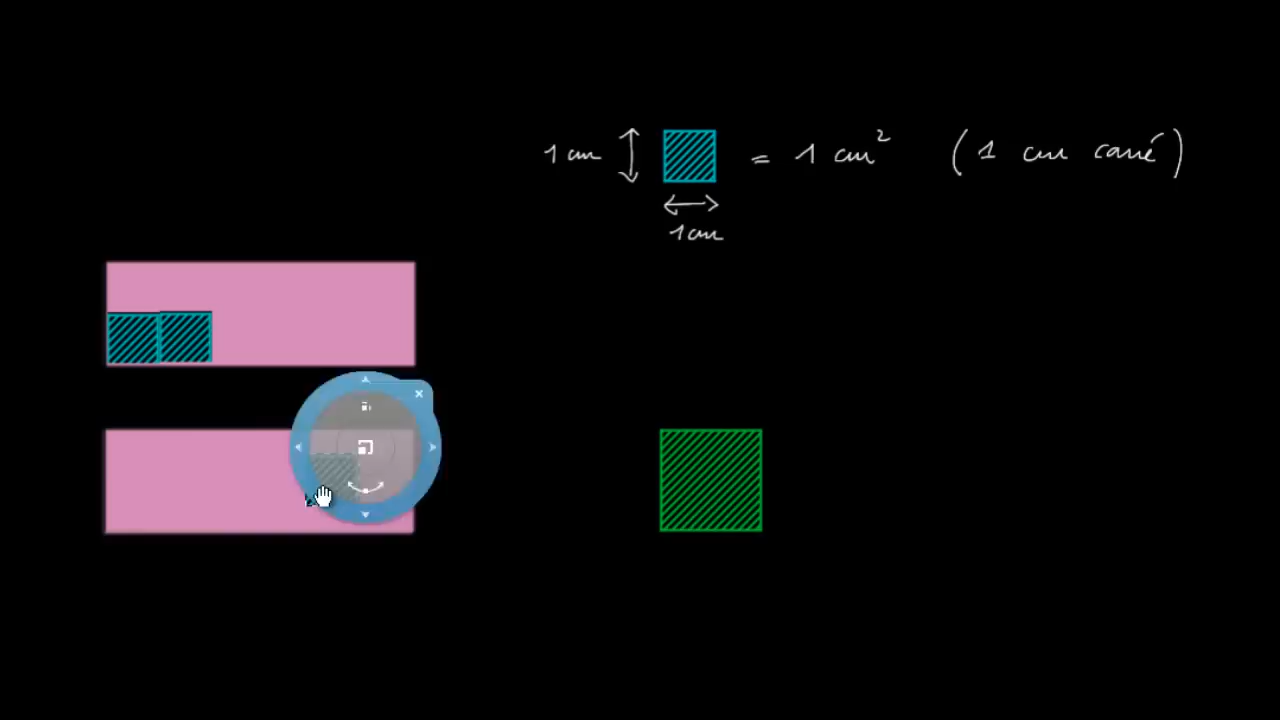 1 cm = 1 cm² (1 cm carré)
1 cm